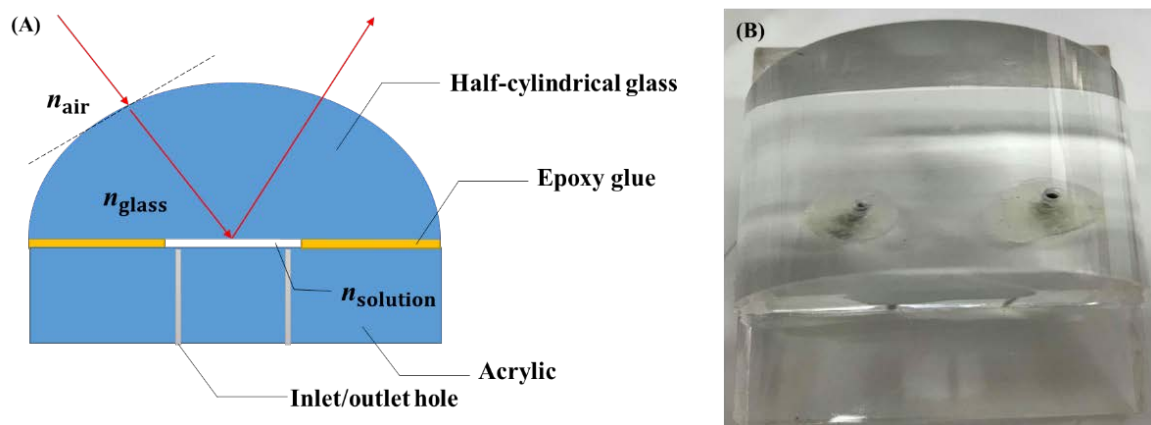 (A)
(B)
n_air
Half-cylindrical glass
Epoxy glue
n_glass
n_solution
Acrylic
Inlet/outlet hole